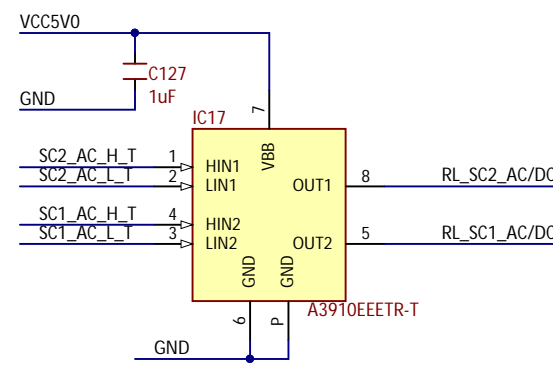 VCC5V0
C127
1uF
GND
IC17
7
VBB
SC2_AC_H_T 1 HIN1
SC2_AC_L_T 2 LIN1
OUT1 8 RL_SC2_AC/DC
SC1_AC_H_T 4 HIN2
SC1_AC_L_T 3 LIN2
OUT2 5 RL_SC1_AC/DC
GND GND
6 P
A3910EEETR-T
GND